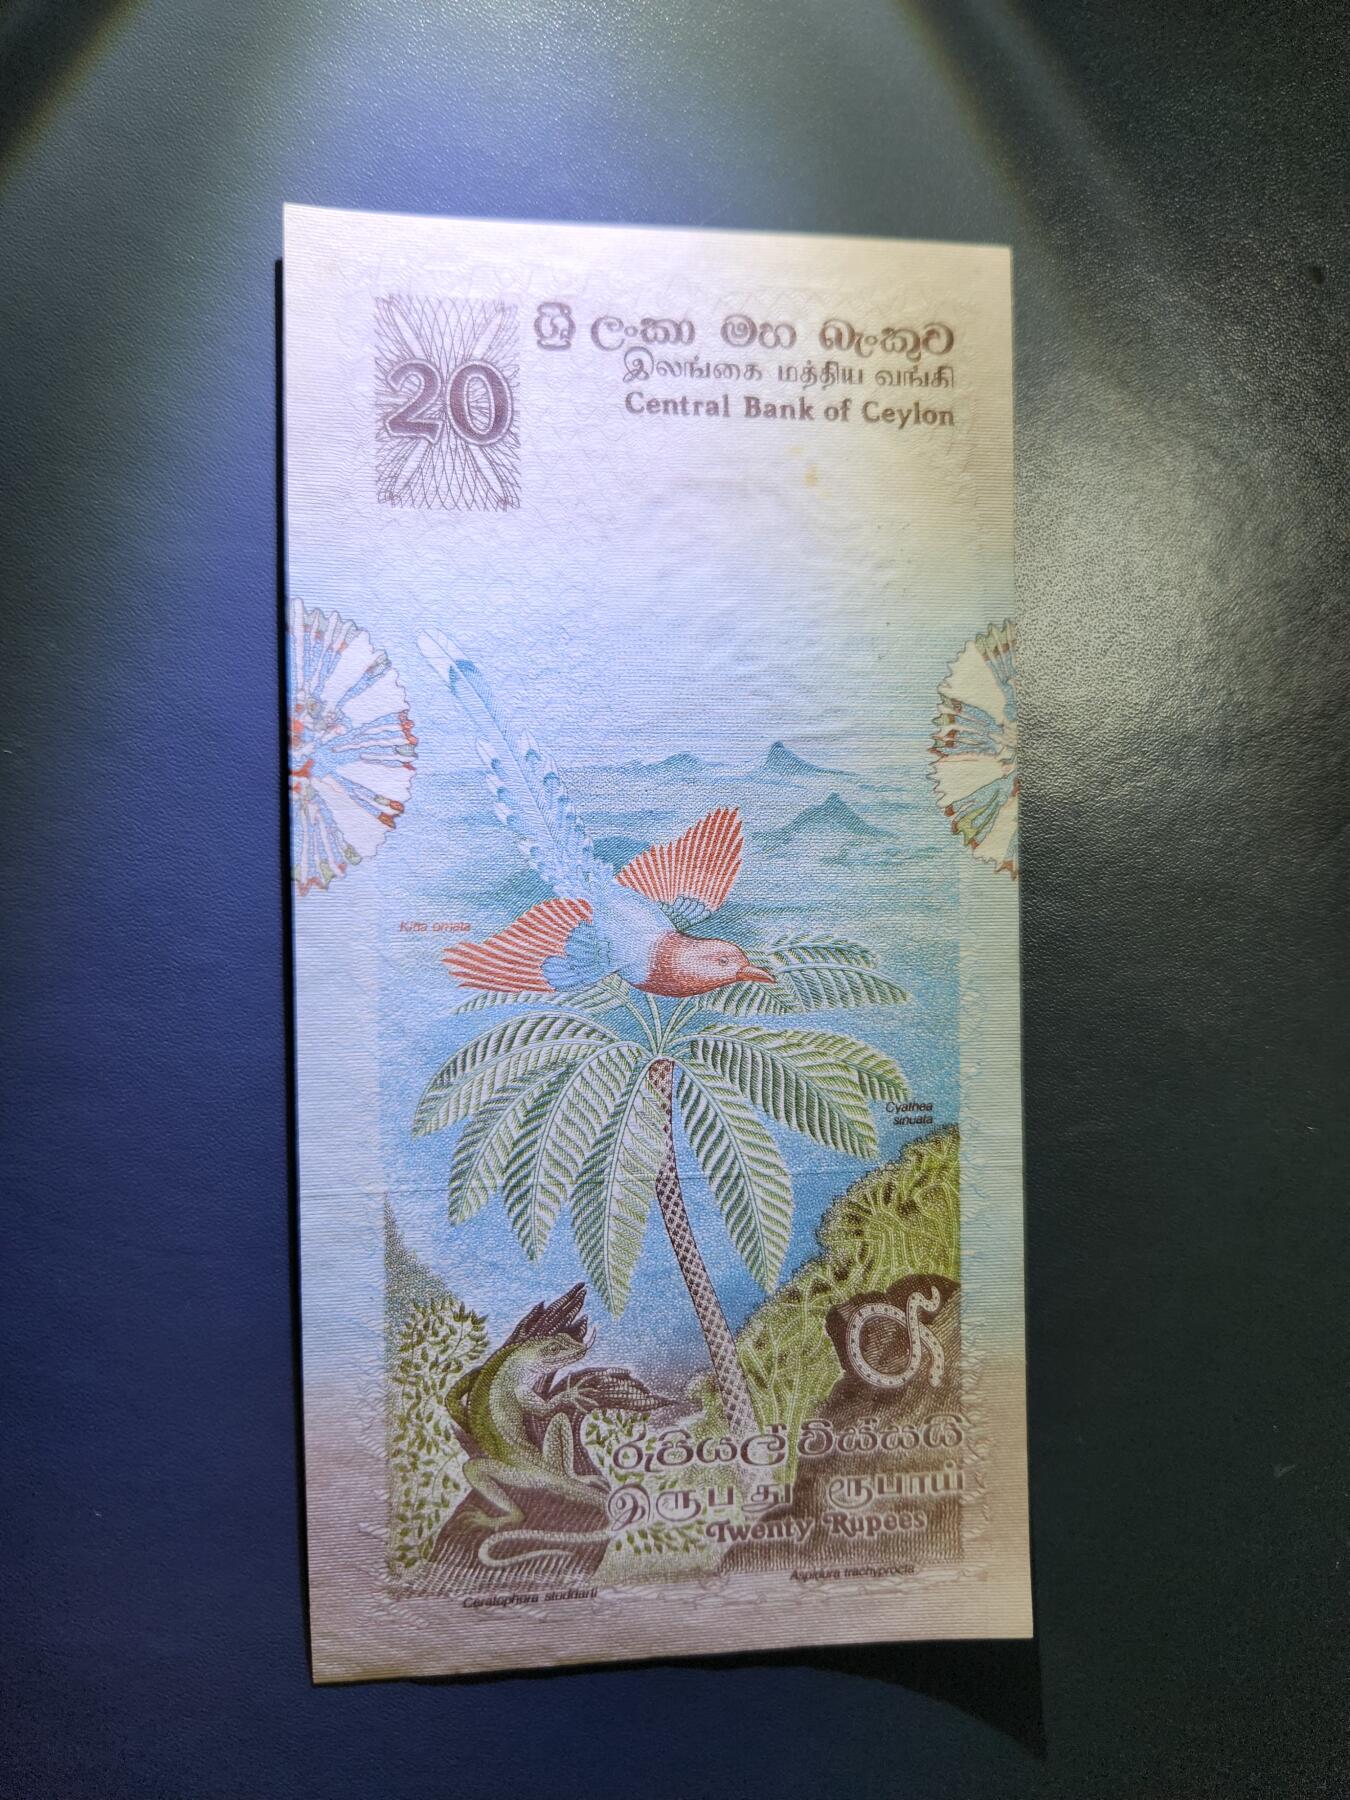 20
ශ්‍රී ලංකා මහ බැංකුව
இலங்கை மத்திய வங்கி
Central Bank of Ceylon
Kitta ornata
Cyathea
sinuata
රුපියල් විස්සයි
இருபது ரூபாய்
Twenty Rupees
Aspidura trachyprocta
Ceratophora stoddarti